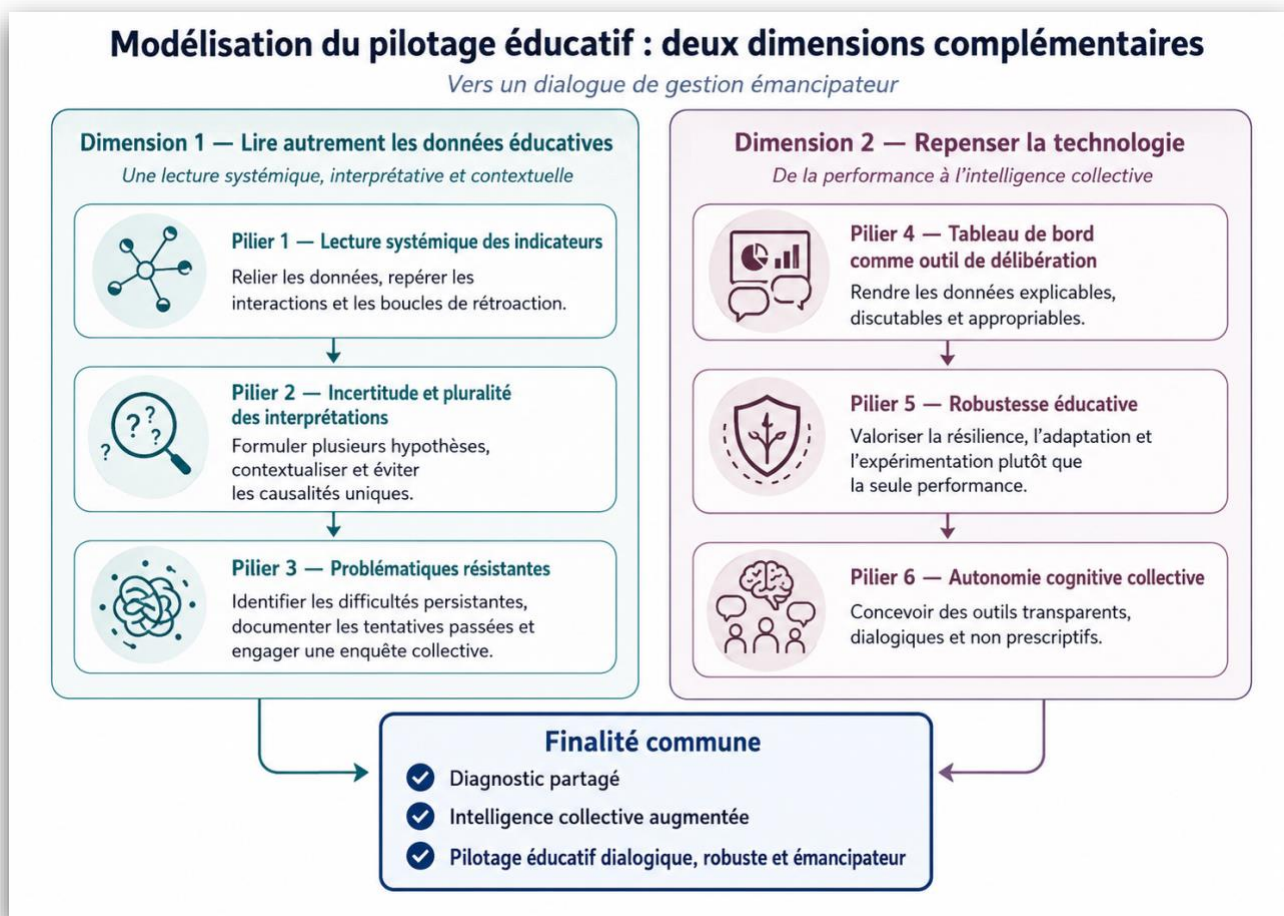 Modélisation du pilotage éducatif : deux dimensions complémentaires
Vers un dialogue de gestion émancipateur
Dimension 1 — Lire autrement les données éducatives
Une lecture systémique, interprétative et contextuelle
Pilier 1 — Lecture systémique des indicateurs
Relier les données, repérer les
interactions et les boucles de rétroaction.
Pilier 2 — Incertitude et pluralité
des interprétations
Formuler plusieurs hypothèses,
contextualiser et éviter
les causalités uniques.
? ? ? ?
Pilier 3 — Problématiques résistantes
Identifier les difficultés persistantes,
documenter les tentatives passées et
engager une enquête collective.
Dimension 2 — Repenser la technologie
De la performance à l'intelligence collective
Pilier 4 — Tableau de bord
comme outil de délibération
Rendre les données explicables,
discutables et appropriables.
Pilier 5 — Robustesse éducative
Valoriser la résilience, l'adaptation et
l'expérimentation plutôt que
la seule performance.
Pilier 6 — Autonomie cognitive collective
Concevoir des outils transparents,
dialogiques et non prescriptifs.
Finalité commune
Diagnostic partagé
Intelligence collective augmentée
Pilotage éducatif dialogique, robuste et émancipateur